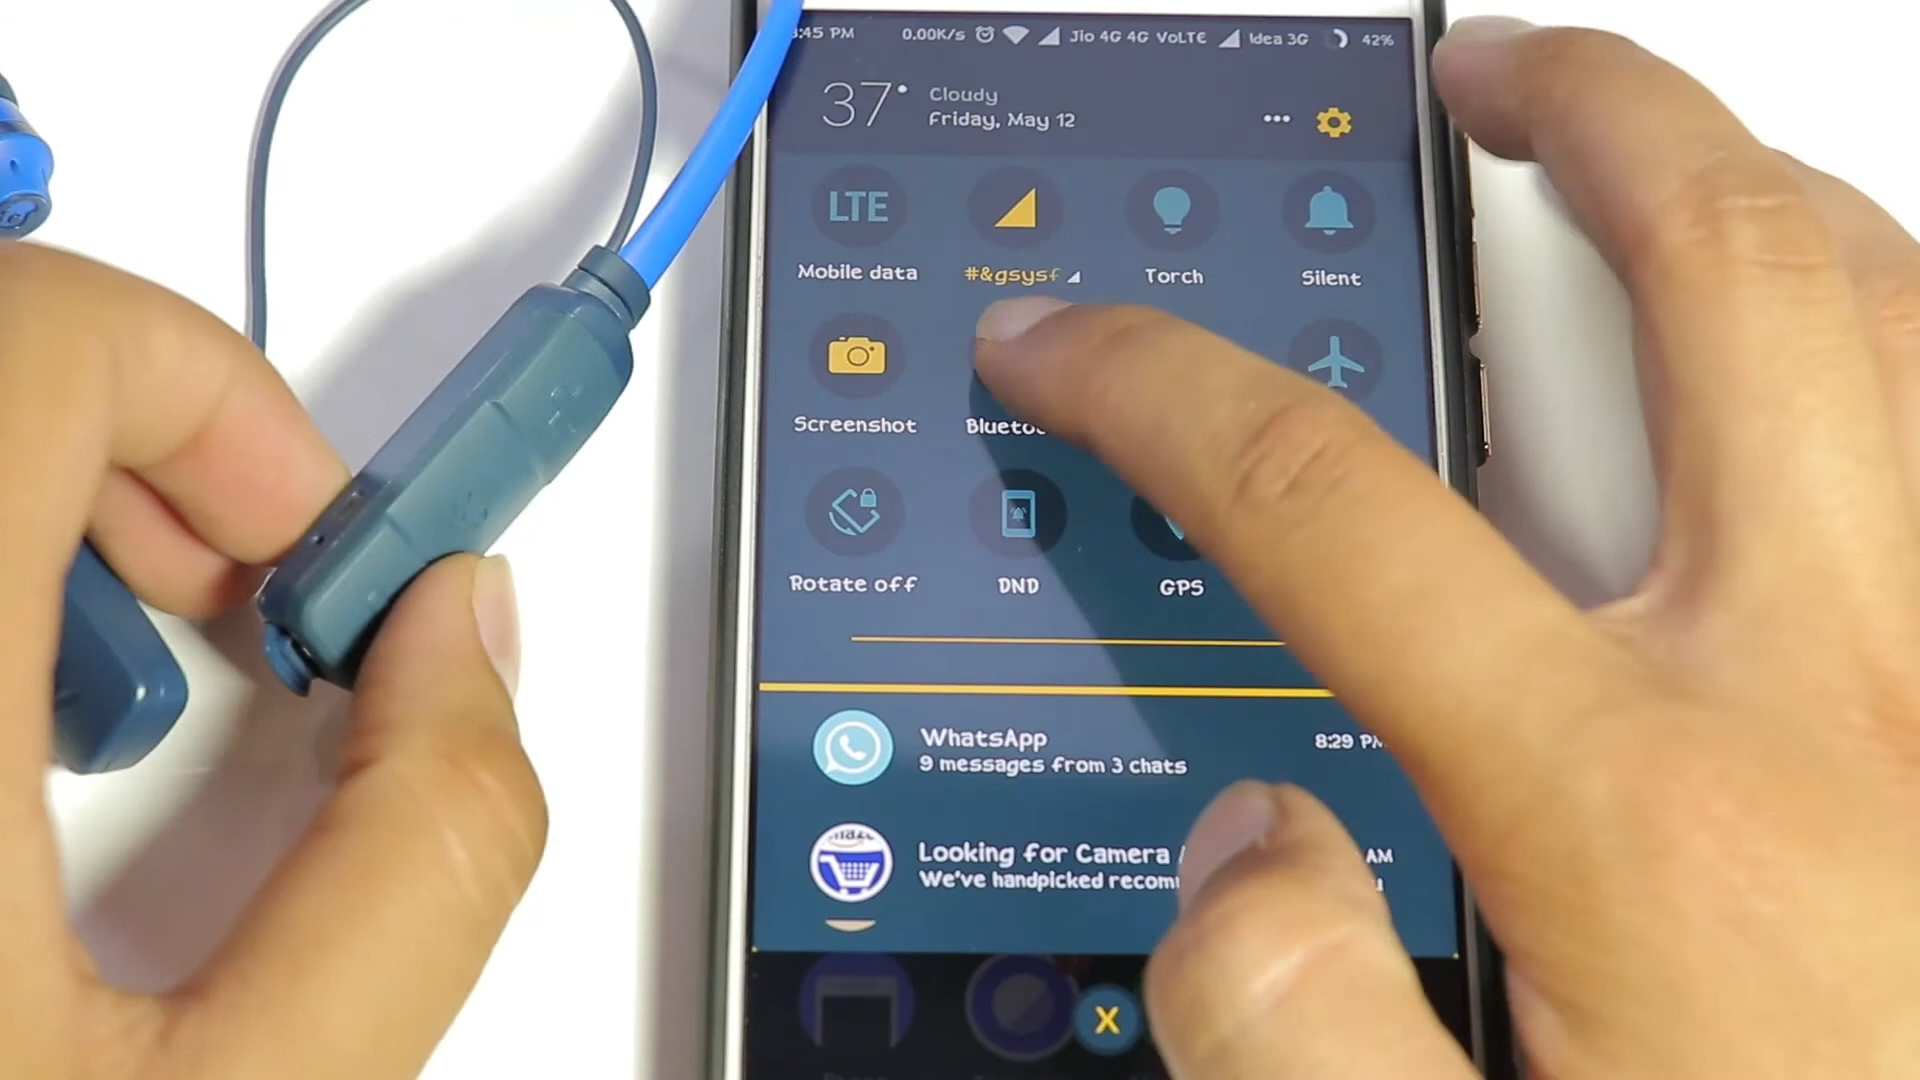 :45 PM 0.00K/s Jio 4G 4G VoLTE Idea 3G 42%
37°
Cloudy
Friday, May 12
LTE
Mobile data #&gsysf Torch Silent
Screenshot
Rotate off DND GPS
WhatsApp 8:29 PM
9 messages from 3 chats
Looking for Camera AM
We've handpicked
X